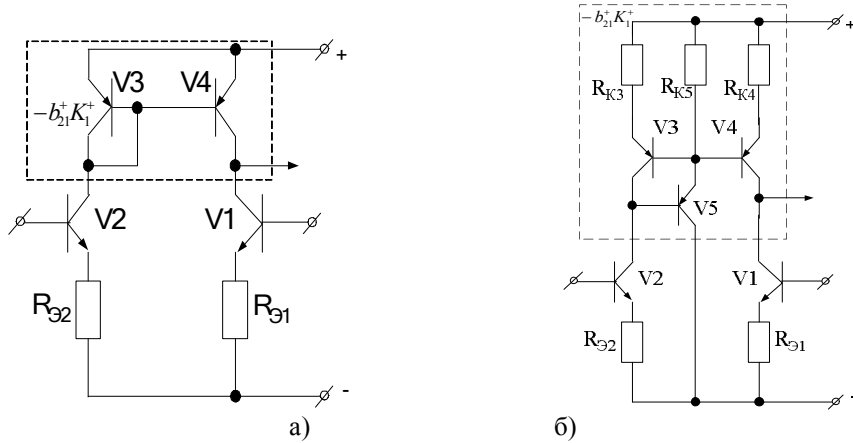 −b₂₁⁺K₁⁺
+
R_К3
R_К5
R_К4
V3
V4
V5
V2
V1
R_Э2
R_Э1
-
б)
−b₂₁⁺K₁⁺
+
V3
V4
V2
V1
R_Э2
R_Э1
-
а)